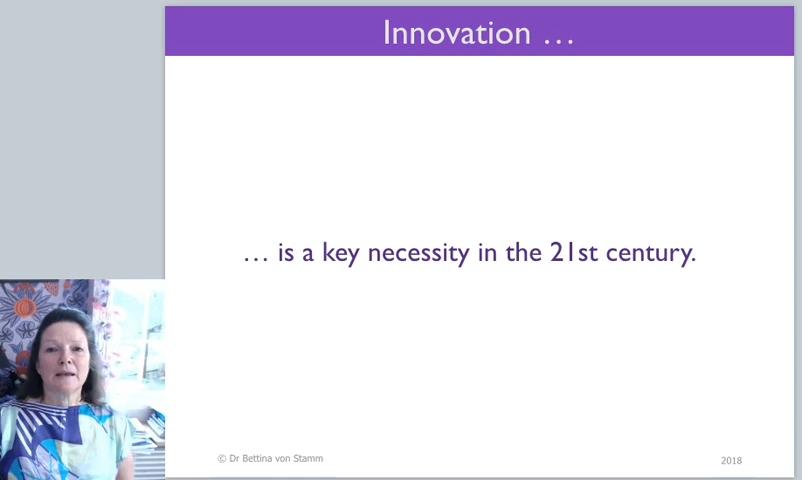 Innovation …
… is a key necessity in the 21st century.
© Dr Bettina von Stamm
2018